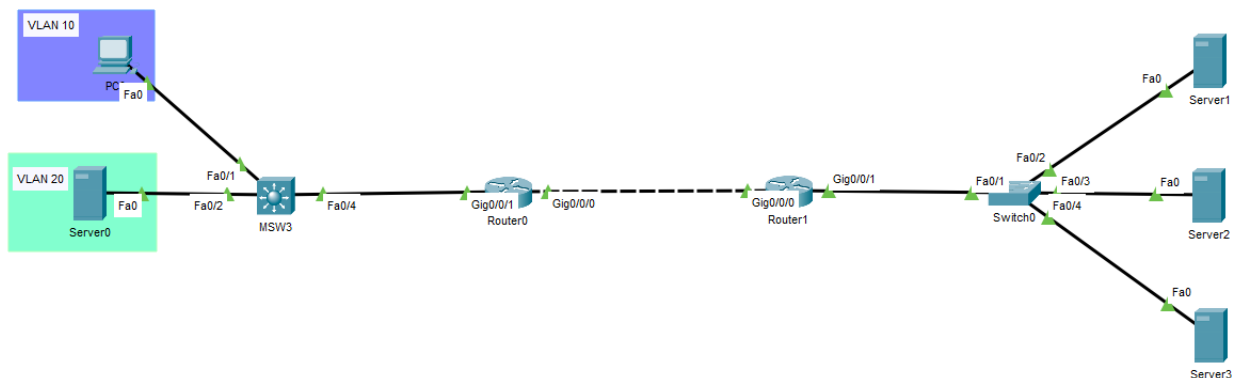 VLAN 10
Fa0
VLAN 20
Fa0
Server0
Fa0/1
Fa0/2
MSW3
Fa0/4
Gig0/0/1
Router0
Gig0/0/0
Gig0/0/0
Router1
Gig0/0/1
Fa0/1
Switch0
Fa0/2
Fa0/3
Fa0/4
Fa0
Server1
Fa0
Server2
Fa0
Server3